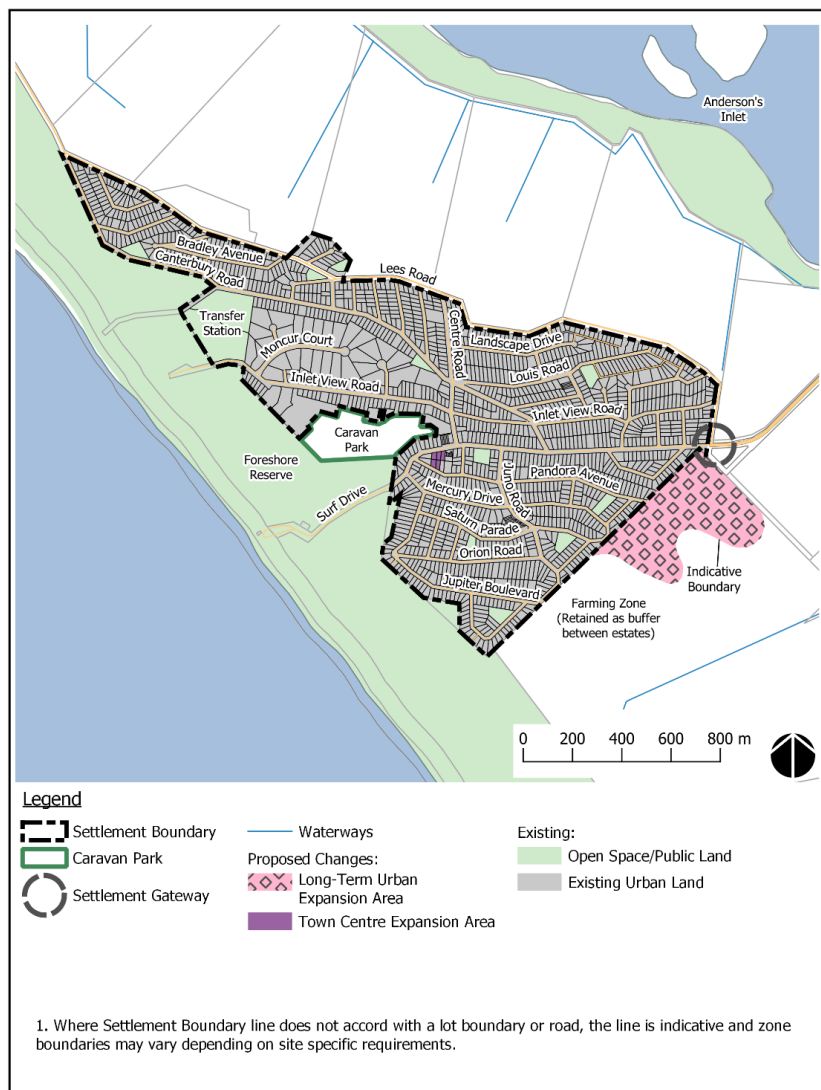 Anderson's
Inlet
Bradley Avenue
Canterbury Road
Lees Road
Transfer
Station
Moncur Court
Centre Road
Landscape Drive
Louis Road
Inlet View Road
Inlet View Road
Caravan
Park
Foreshore
Reserve
Surf Drive
Mercury Drive
Juno Road
Pandora Avenue
Saturn Parade
Orion Road
Jupiter Boulevard
Indicative
Boundary
Farming Zone
(Retained as buffer
between estates)
0 200 400 600 800 m
Legend
Settlement Boundary
Caravan Park
Settlement Gateway
Waterways
Proposed Changes:
Long-Term Urban
Expansion Area
Town Centre Expansion Area
Existing:
Open Space/Public Land
Existing Urban Land
1. Where Settlement Boundary line does not accord with a lot boundary or road, the line is indicative and zone
boundaries may vary depending on site specific requirements.